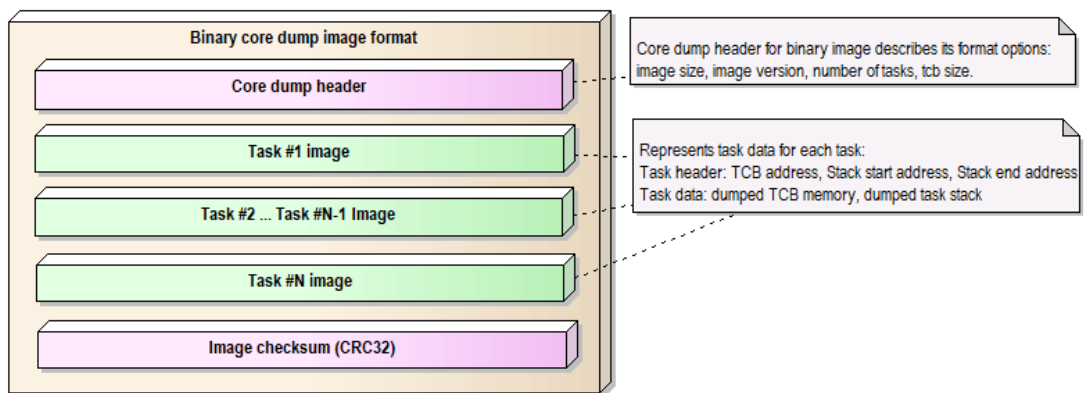 Binary core dump image format
Core dump header
Core dump header for binary image describes its format options:
image size, image version, number of tasks, tcb size.
Task #1 image
Task #2 ... Task #N-1 Image
Task #N image
Represents task data for each task:
Task header: TCB address, Stack start address, Stack end address
Task data: dumped TCB memory, dumped task stack
Image checksum (CRC32)